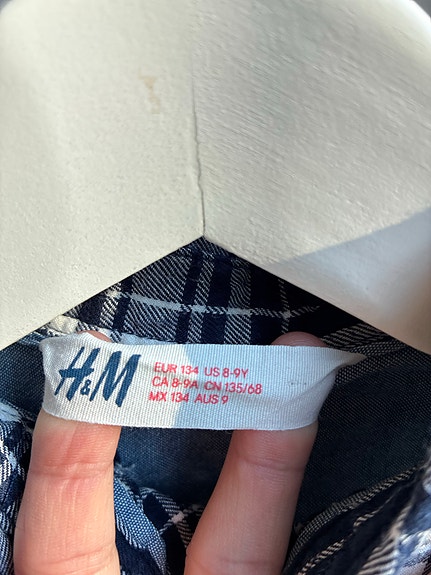 H&M
EUR 134 US 8-9Y
CA 8-9A CN 135/68
MX 134 AUS 9